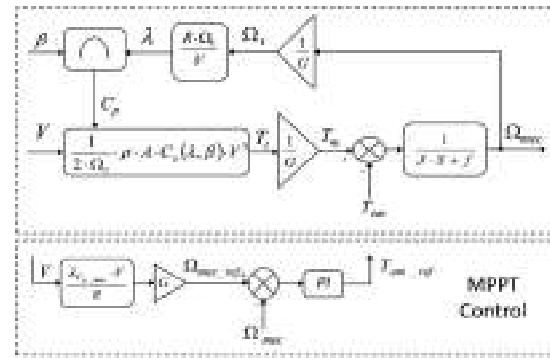 β
λ
R·Ω_t
V
Ω_t
1
G
C_p
V
1
2·Ω_t
ρ·A·C_p(λ,β)·V³
T_t
1
G
T_m
1
J·S+f
Ω_mec
T_em
V
V
R
G
Ω_mec_ref
PI
T_em_ref
Ω_mec
MPPT
Control